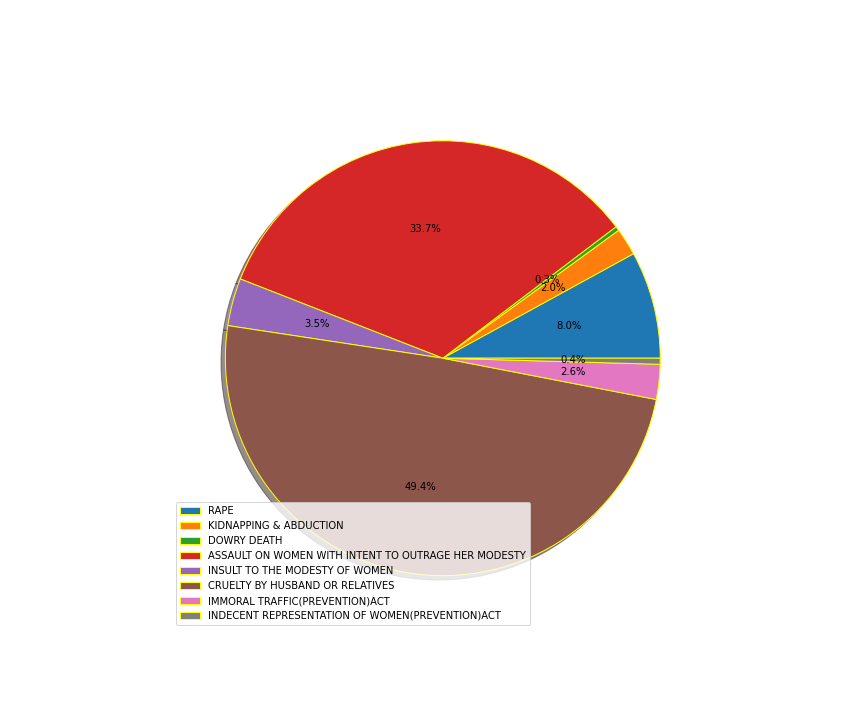 33.7%
0.3%
2.0%
3.5%
8.0%
0.4%
2.6%
49.4%
RAPE
KIDNAPPING & ABDUCTION
DOWRY DEATH
ASSAULT ON WOMEN WITH INTENT TO OUTRAGE HER MODESTY
INSULT TO THE MODESTY OF WOMEN
CRUELTY BY HUSBAND OR RELATIVES
IMMORAL TRAFFIC(PREVENTION)ACT
INDECENT REPRESENTATION OF WOMEN(PREVENTION)ACT